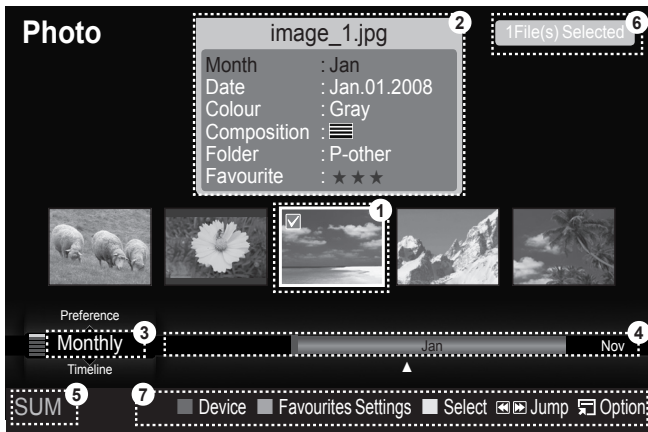 Photo
image_1.jpg
2
1File(s) Selected
6
Month : Jan
Date : Jan.01.2008
Colour : Gray
Composition :
Folder : P-other
Favourite : ★★★
1
Preference
Monthly
3
Jan
Nov
4
Timeline
SUM
5
7
Device Favourites Settings Select Jump Option